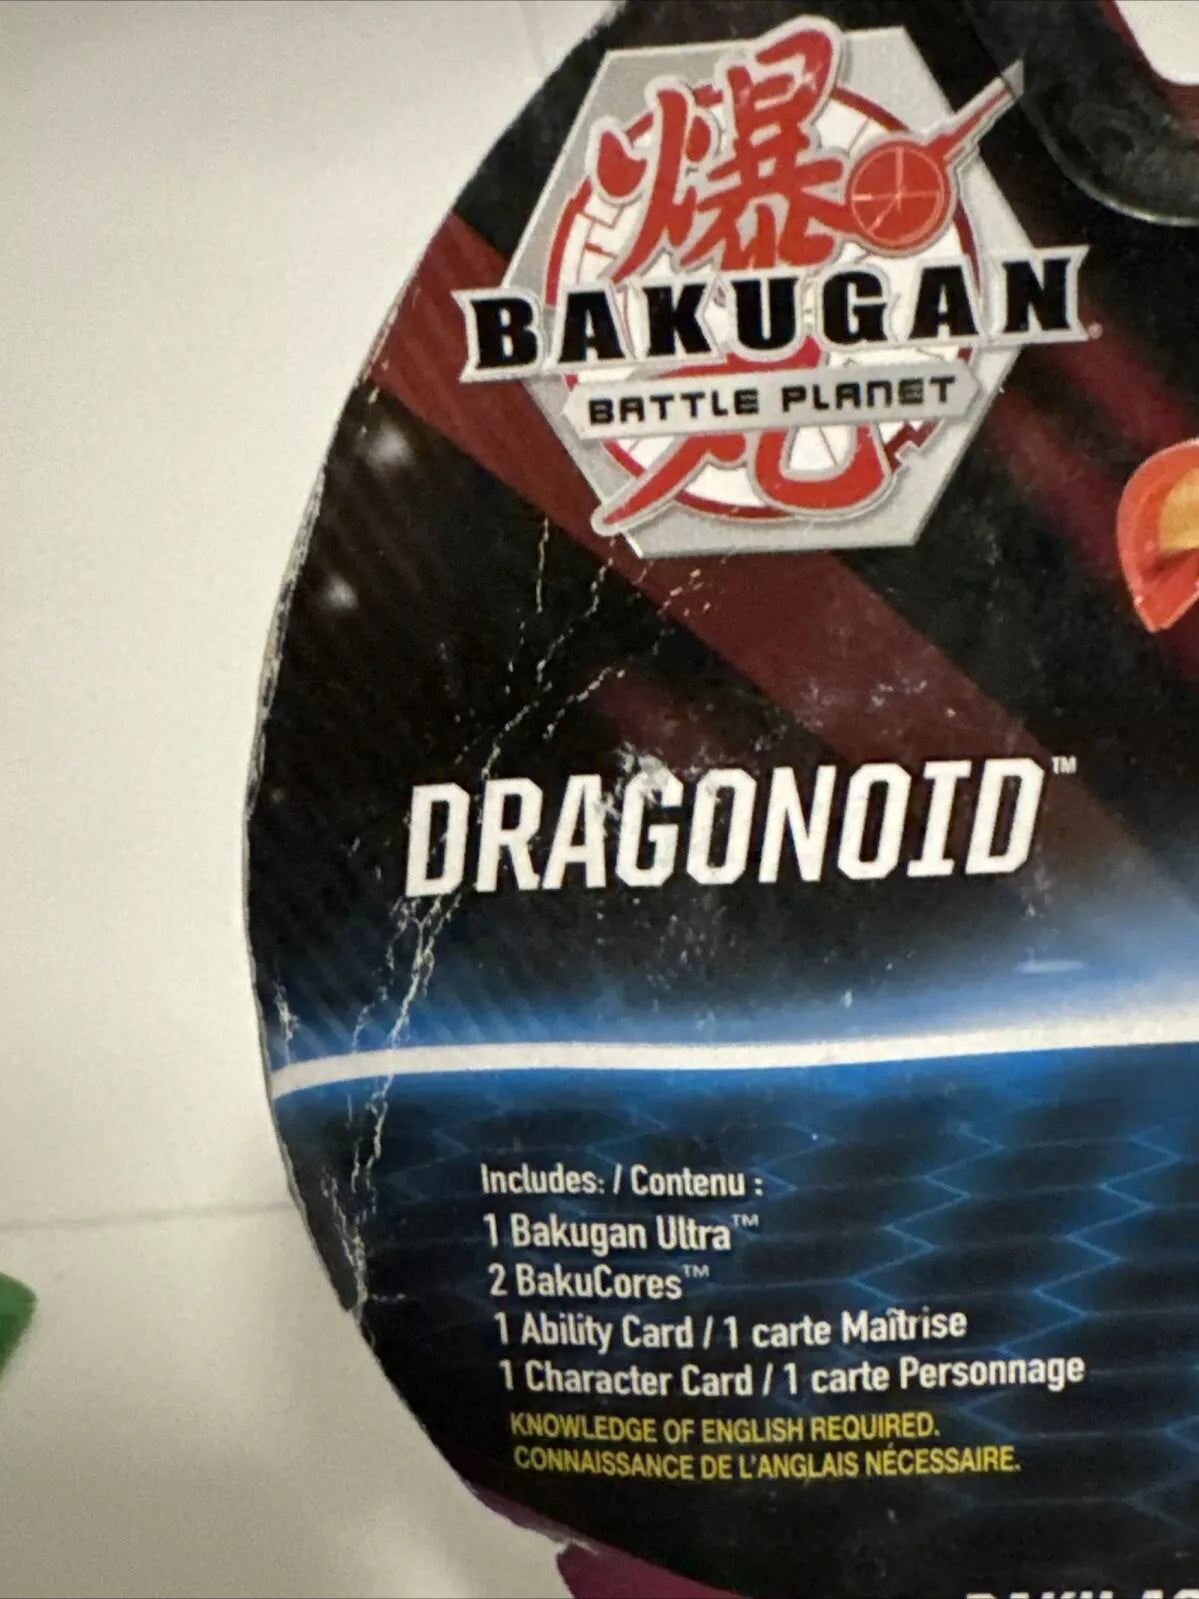 爆
BAKUGAN
BATTLE PLANET
丸
DRAGONOID™
Includes: / Contenu :
1 Bakugan Ultra™
2 BakuCores™
1 Ability Card / 1 carte Maîtrise
1 Character Card / 1 carte Personnage
KNOWLEDGE OF ENGLISH REQUIRED.
CONNAISSANCE DE L'ANGLAIS NÉCESSAIRE.